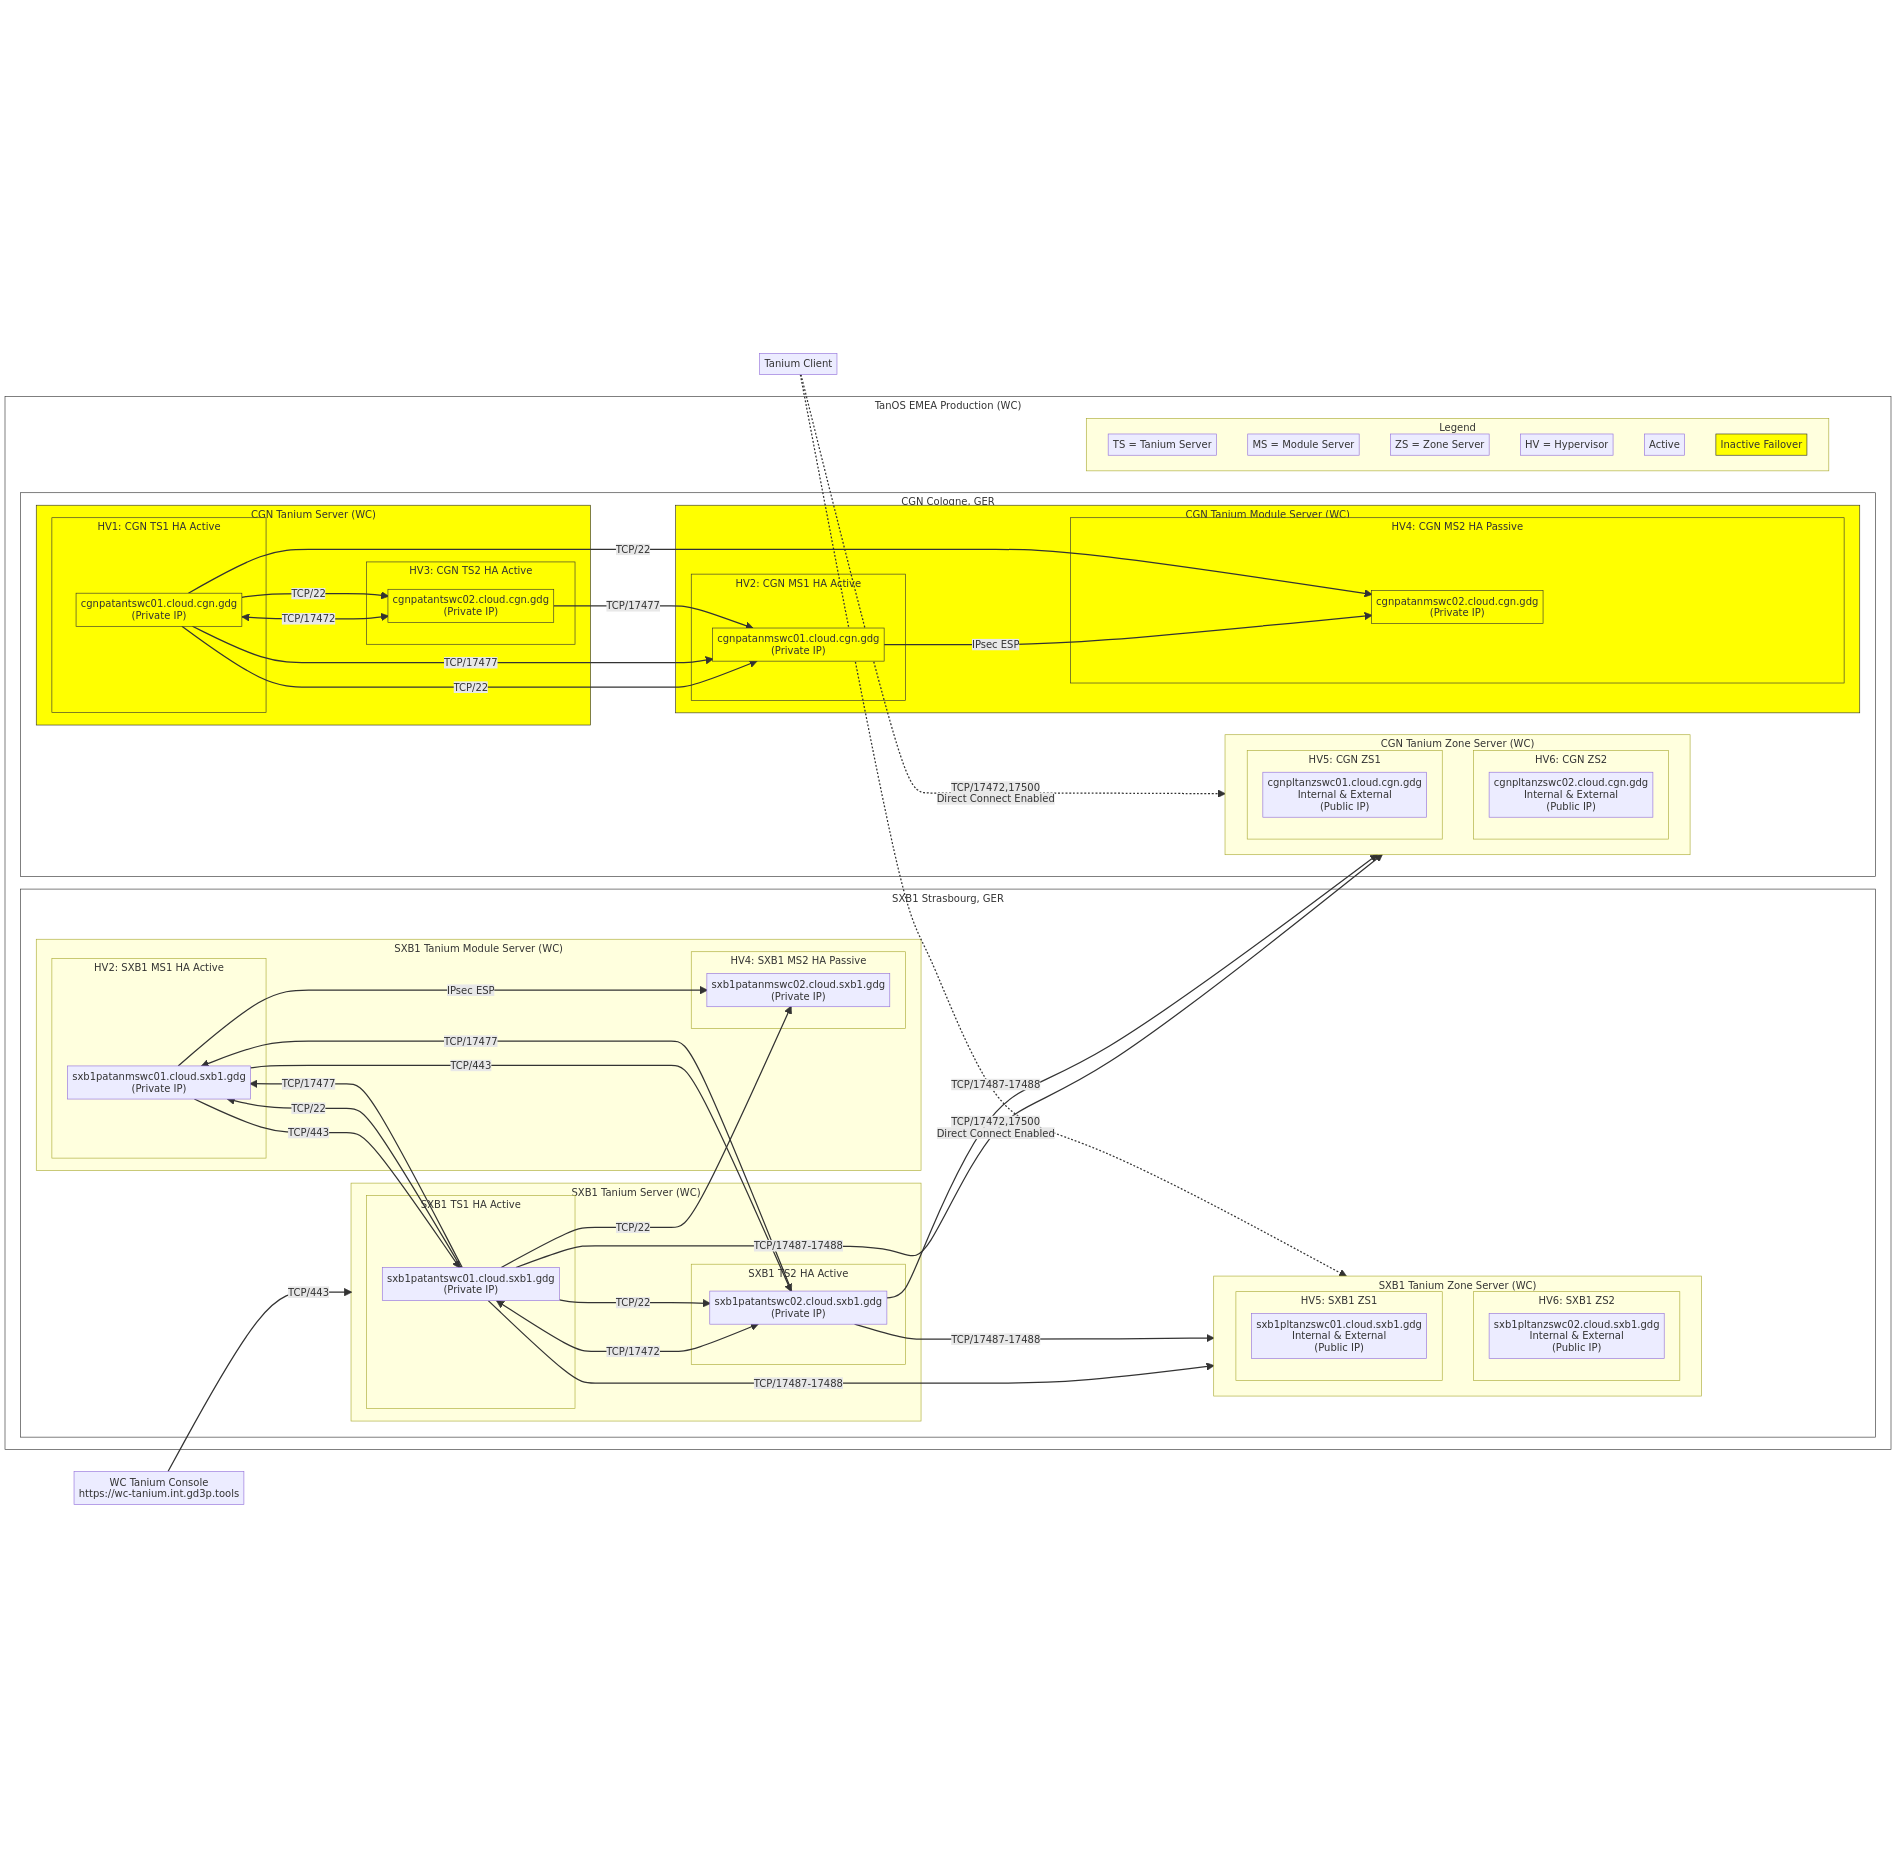 Tanium Client
TanOS EMEA Production (WC)
Legend
TS = Tanium Server
MS = Module Server
ZS = Zone Server
HV = Hypervisor
Active
Inactive Failover
CGN Cologne, GER
CGN Tanium Server (WC)
HV1: CGN TS1 HA Active
cgnpatantswc01.cloud.cgn.gdg
(Private IP)
HV3: CGN TS2 HA Active
cgnpatantswc02.cloud.cgn.gdg
(Private IP)
TCP/22
TCP/17472
TCP/22
TCP/17477
TCP/17477
TCP/22
CGN Tanium Module Server (WC)
HV2: CGN MS1 HA Active
cgnpatanmswc01.cloud.cgn.gdg
(Private IP)
IPsec ESP
HV4: CGN MS2 HA Passive
cgnpatanmswc02.cloud.cgn.gdg
(Private IP)
TCP/17472,17500
Direct Connect Enabled
CGN Tanium Zone Server (WC)
HV5: CGN ZS1
cgnpltanzswc01.cloud.cgn.gdg
Internal & External
(Public IP)
HV6: CGN ZS2
cgnpltanzswc02.cloud.cgn.gdg
Internal & External
(Public IP)
SXB1 Strasbourg, GER
SXB1 Tanium Module Server (WC)
HV2: SXB1 MS1 HA Active
sxb1patanmswc01.cloud.sxb1.gdg
(Private IP)
HV4: SXB1 MS2 HA Passive
sxb1patanmswc02.cloud.sxb1.gdg
(Private IP)
IPsec ESP
TCP/17477
TCP/443
TCP/17477
TCP/22
TCP/443
TCP/17487-17488
TCP/17472,17500
Direct Connect Enabled
SXB1 Tanium Server (WC)
SXB1 TS1 HA Active
sxb1patantswc01.cloud.sxb1.gdg
(Private IP)
TCP/22
TCP/17487-17488
SXB1 TS2 HA Active
sxb1patantswc02.cloud.sxb1.gdg
(Private IP)
TCP/22
TCP/17472
TCP/17487-17488
TCP/17487-17488
SXB1 Tanium Zone Server (WC)
HV5: SXB1 ZS1
sxb1pltanzswc01.cloud.sxb1.gdg
Internal & External
(Public IP)
HV6: SXB1 ZS2
sxb1pltanzswc02.cloud.sxb1.gdg
Internal & External
(Public IP)
TCP/443
WC Tanium Console
https://wc-tanium.int.gd3p.tools